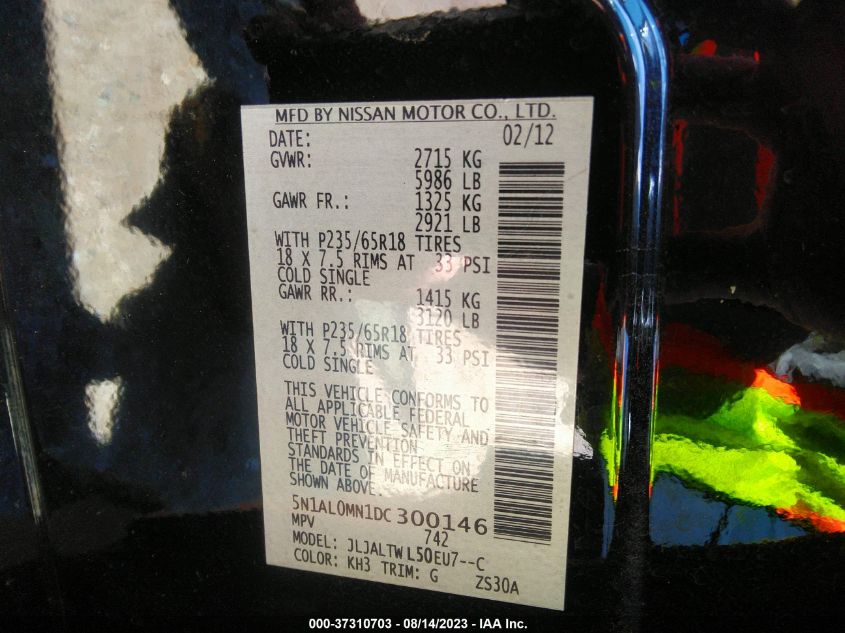 MFD BY NISSAN MOTOR CO., LTD.
DATE: 02/12
GVWR: 2715 KG
5986 LB
GAWR FR.: 1325 KG
2921 LB
WITH P235/65R18 TIRES
18 X 7.5 RIMS AT 33 PSI
COLD SINGLE
GAWR RR.: 1415 KG
3120 LB
WITH P235/65R18 TIRES
18 X 7.5 RIMS AT 33 PSI
COLD SINGLE
THIS VEHICLE CONFORMS TO
ALL APPLICABLE FEDERAL
MOTOR VEHICLE SAFETY AND
THEFT PREVENTION
STANDARDS IN EFFECT ON
THE DATE OF MANUFACTURE
SHOWN ABOVE.
5N1AL0MN1DC300146
MPV 742
MODEL: JLJALTWL50EU7--C
COLOR: KH3 TRIM: G ZS30A
000-37310703 - 08/14/2023 - IAA Inc.